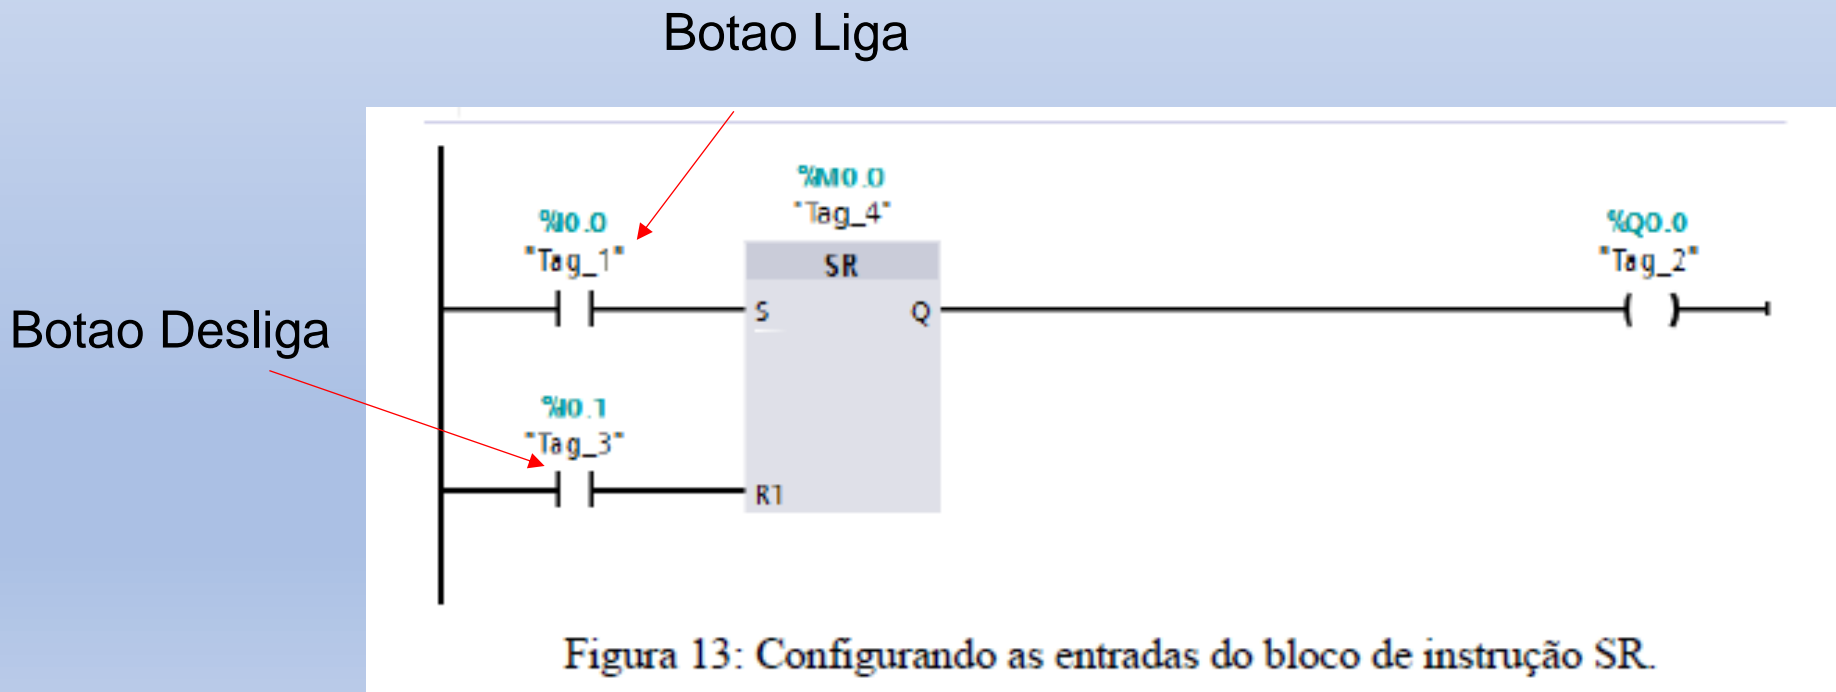 Botao Liga
%M0.0
"Tag_4"
%I0.0
"Tag_1"
%Q0.0
"Tag_2"
SR
S
Q
Botao Desliga
%I0.1
"Tag_3"
R1
Figura 13: Configurando as entradas do bloco de instrução SR.